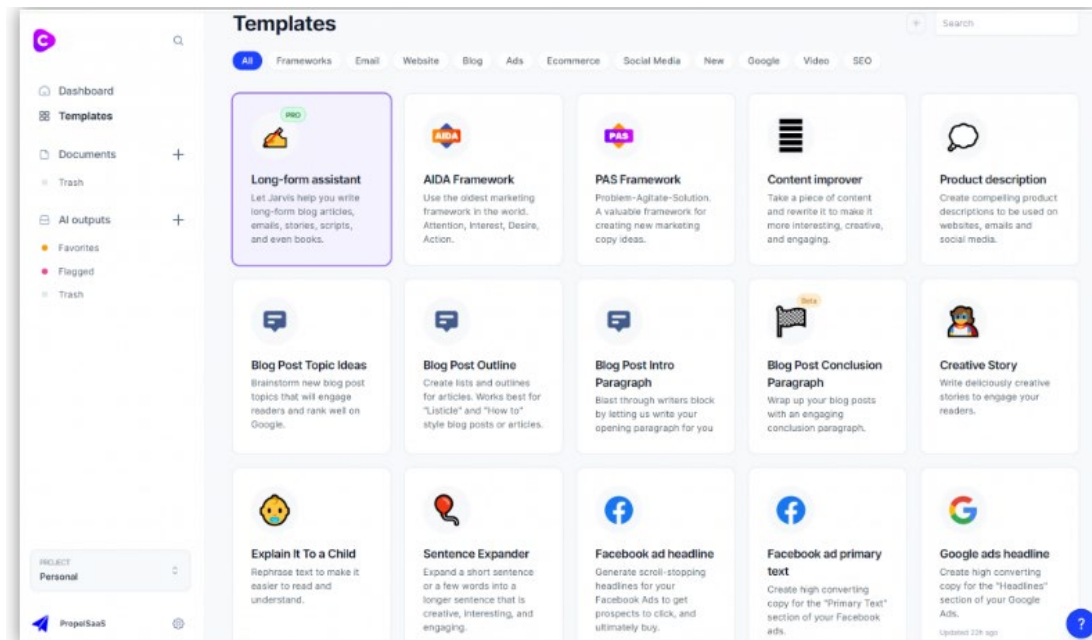 Templates
+
Search
All Frameworks Email Website Blog Ads Ecommerce Social Media New Google Video SEO
C
Dashboard
Templates
Documents +
Trash
AI outputs +
Favorites
Flagged
Trash
PROJECT
Personal
PropelSaaS
PRO
Long-form assistant
Let Jarvis help you write
long-form blog articles,
emails, stories, scripts,
and even books.
AIDA
AIDA Framework
Use the oldest marketing
framework in the world.
Attention, Interest, Desire,
Action.
PAS
PAS Framework
Problem-Agitate-Solution.
A valuable framework for
creating new marketing
copy ideas.
Content improver
Take a piece of content
and rewrite it to make it
more interesting, creative,
and engaging.
Product description
Create compelling product
descriptions to be used on
websites, emails and
social media.
Blog Post Topic Ideas
Brainstorm new blog post
topics that will engage
readers and rank well on
Google.
Blog Post Outline
Create lists and outlines
for articles. Works best for
"Listicle" and "How to"
style blog posts or articles.
Blog Post Intro
Paragraph
Blast through writers block
by letting us write your
opening paragraph for you
Beta
Blog Post Conclusion
Paragraph
Wrap up your blog posts
with an engaging
conclusion paragraph.
Creative Story
Write deliciously creative
stories to engage your
readers.
Explain It To a Child
Rephrase text to make it
easier to read and
understand.
Sentence Expander
Expand a short sentence
or a few words into a
longer sentence that is
creative, interesting, and
engaging.
Facebook ad headline
Generate scroll-stopping
headlines for your
Facebook Ads to get
prospects to click, and
ultimately buy.
Facebook ad primary
text
Create high converting
copy for the "Primary Text"
section of your Facebook
ads.
G
Google ads headline
Create high converting
copy for the "Headlines"
section of your Google
Ads.
Updated 22h ago
?